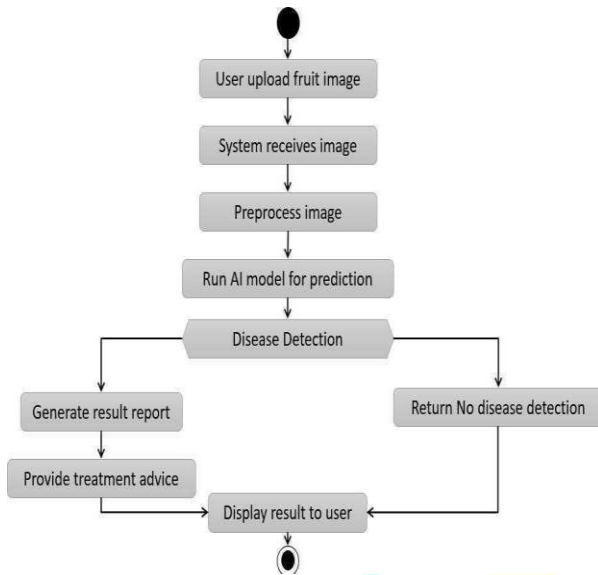 User upload fruit image
System receives image
Preprocess image
Run AI model for prediction
Disease Detection
Generate result report
Return No disease detection
Provide treatment advice
Display result to user